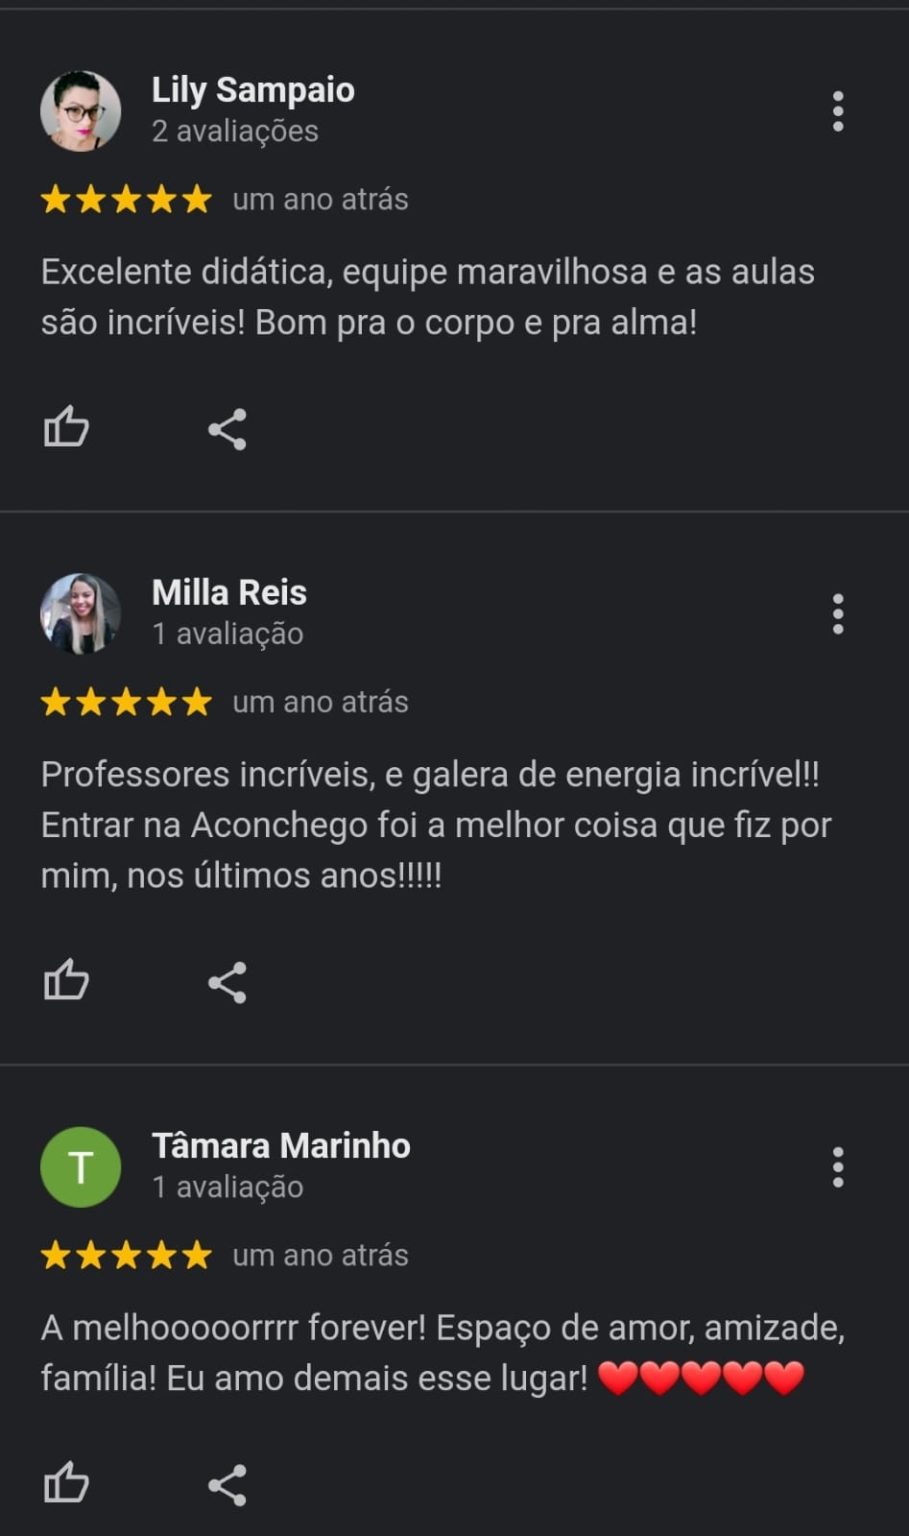 Lily Sampaio
2 avaliações
um ano atrás
Excelente didática, equipe maravilhosa e as aulas
são incríveis! Bom pra o corpo e pra alma!
Milla Reis
1 avaliação
um ano atrás
Professores incríveis, e galera de energia incrível!!
Entrar na Aconchego foi a melhor coisa que fiz por
mim, nos últimos anos!!!!!
T
Tâmara Marinho
1 avaliação
um ano atrás
A melhooooorrrr forever! Espaço de amor, amizade,
família! Eu amo demais esse lugar! ❤️❤️❤️❤️❤️